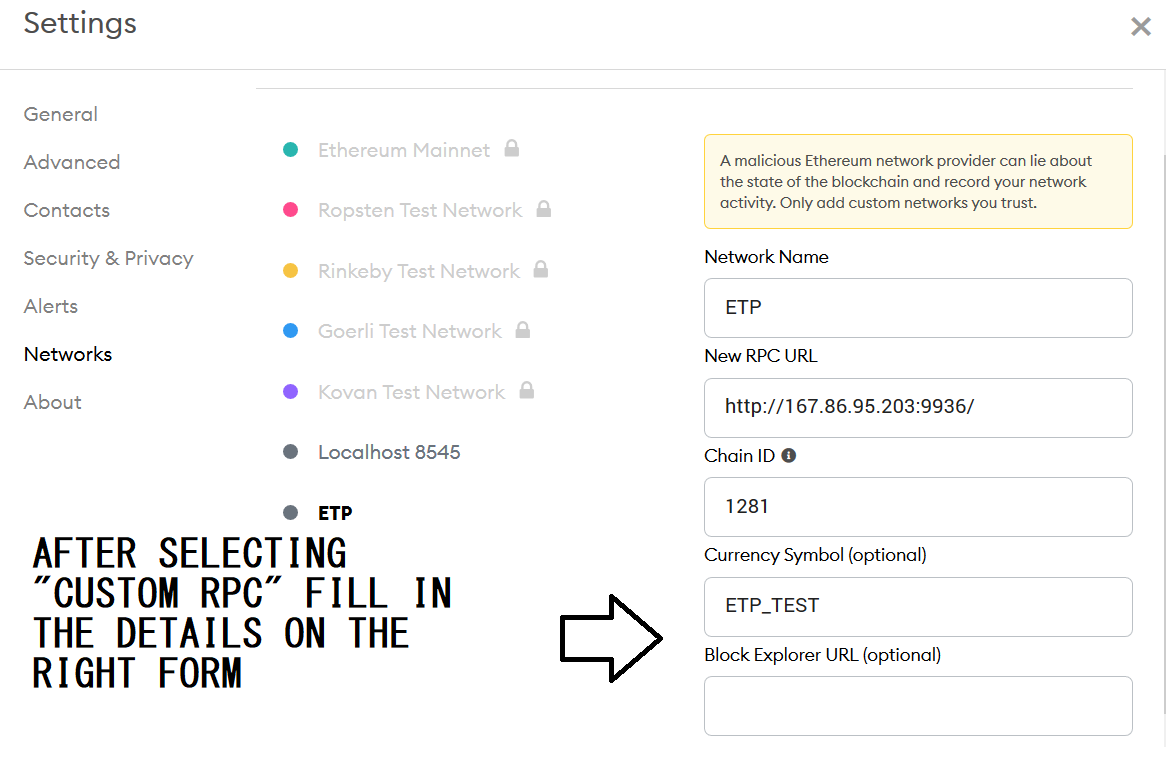 Settings
General
Advanced
Contacts
Security & Privacy
Alerts
Networks
About
Ethereum Mainnet
Ropsten Test Network
Rinkeby Test Network
Goerli Test Network
Kovan Test Network
Localhost 8545
ETP
AFTER SELECTING
"CUSTOM RPC" FILL IN
THE DETAILS ON THE
RIGHT FORM
A malicious Ethereum network provider can lie about
the state of the blockchain and record your network
activity. Only add custom networks you trust.
Network Name
ETP
New RPC URL
http://167.86.95.203:9936/
Chain ID
1281
Currency Symbol (optional)
ETP_TEST
Block Explorer URL (optional)